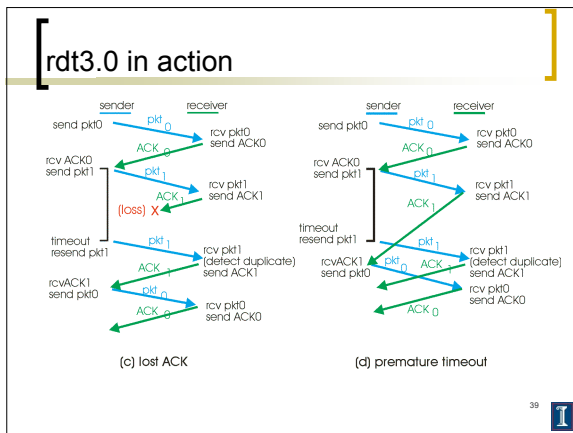 rdt3.0 in action
sender
receiver
send pkt0
pkt 0
rcv pkt0
send ACK0
ACK 0
rcv ACK0
send pkt1
pkt 1
rcv pkt1
send ACK1
ACK 1
(loss) X
timeout
resend pkt1
pkt 1
rcv pkt1
(detect duplicate)
send ACK1
ACK 1
rcvACK1
send pkt0
pkt 0
rcv pkt0
send ACK0
ACK 0
(c) lost ACK
sender
receiver
send pkt0
pkt 0
rcv pkt0
send ACK0
ACK 0
rcv ACK0
send pkt1
pkt 1
rcv pkt1
send ACK1
ACK 1
timeout
resend pkt1
pkt 1
rcv pkt1
(detect duplicate)
send ACK1
rcvACK1
send pkt0
pkt 0
ACK 1
rcv pkt0
send ACK0
ACK 0
(d) premature timeout
39
I